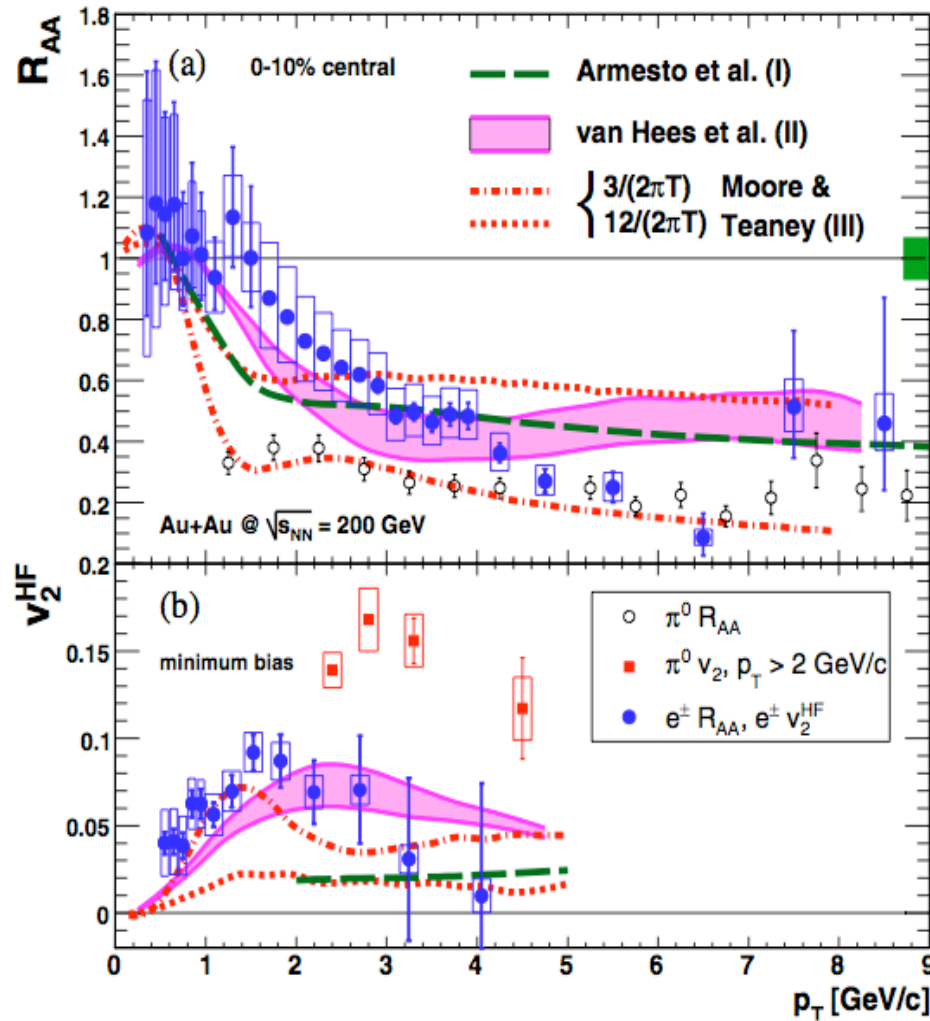 R_AA
1.8
1.6
1.4
1.2
1
0.8
0.6
0.4
0.2
(a)
0-10% central
Armesto et al. (I)
van Hees et al. (II)
3/(2πT) Moore &
12/(2πT) Teaney (III)
Au+Au @ √s_NN = 200 GeV
v_2^HF
0.2
0.15
0.1
0.05
0
(b)
minimum bias
π⁰ R_AA
π⁰ v_2, p_T > 2 GeV/c
e± R_AA, e± v_2^HF
0 1 2 3 4 5 6 7 8 9
p_T [GeV/c]